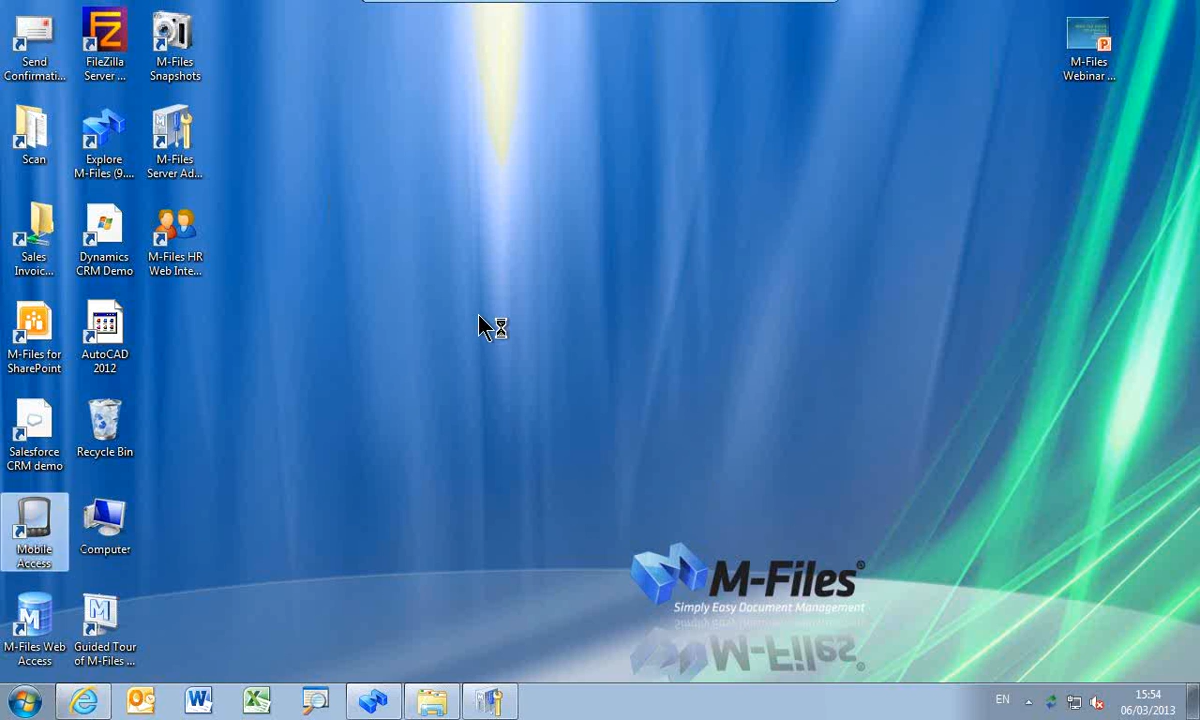 Send
Confirmati...
FileZilla
Server ...
M-Files
Snapshots
M-Files
Webinar ...
Scan
Explore
M-Files (9....
M-Files
Server Ad...
Sales
Invoic...
Dynamics
CRM Demo
M-Files HR
Web Inte...
M-Files for
SharePoint
AutoCAD
2012
Salesforce
CRM demo
Recycle Bin
Mobile
Access
Computer
M-Files®
Simply Easy Document Management
M-Files Web
Access
Guided Tour
of M-Files ...
EN
15:54
06/03/2013